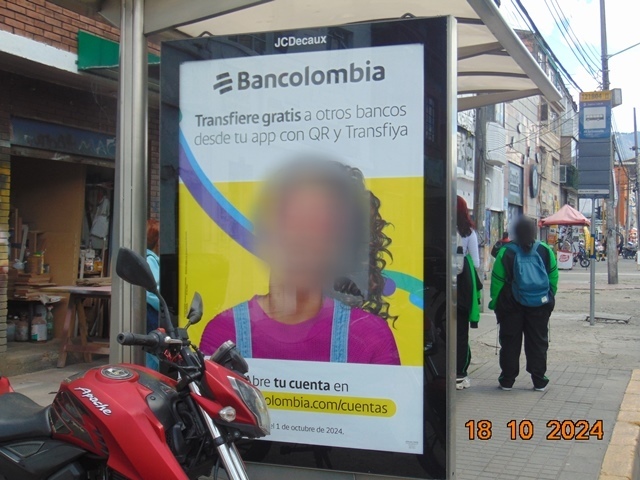 JCDecaux
Bancolombia
Transfiere gratis a otros bancos
desde tu app con QR y Transfiya
bre tu cuenta en
olombia.com/cuentas
el 1 de octubre de 2024.
Apache
18 10 2024